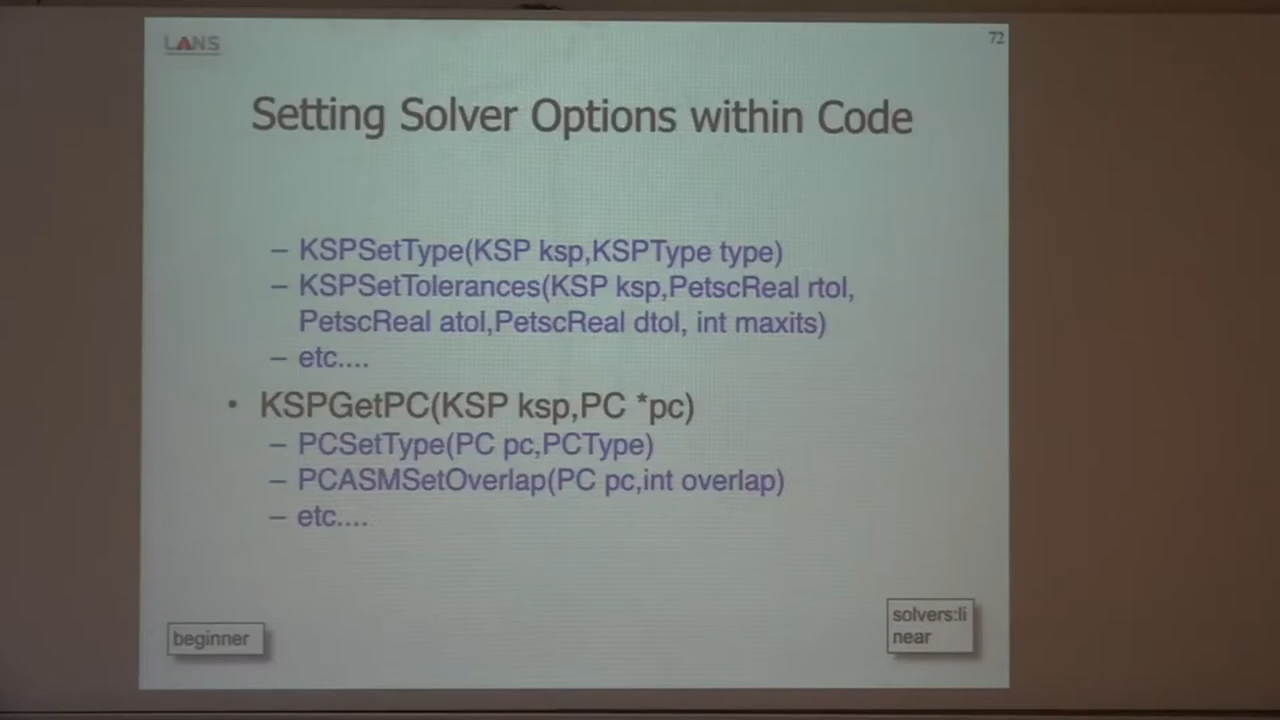 LANS
72
Setting Solver Options within Code
– KSPSetType(KSP ksp,KSPType type)
– KSPSetTolerances(KSP ksp,PetscReal rtol,
PetscReal atol,PetscReal dtol, int maxits)
– etc....
• KSPGetPC(KSP ksp,PC *pc)
– PCSetType(PC pc,PCType)
– PCASMSetOverlap(PC pc,int overlap)
– etc....
beginner
solvers:li
near